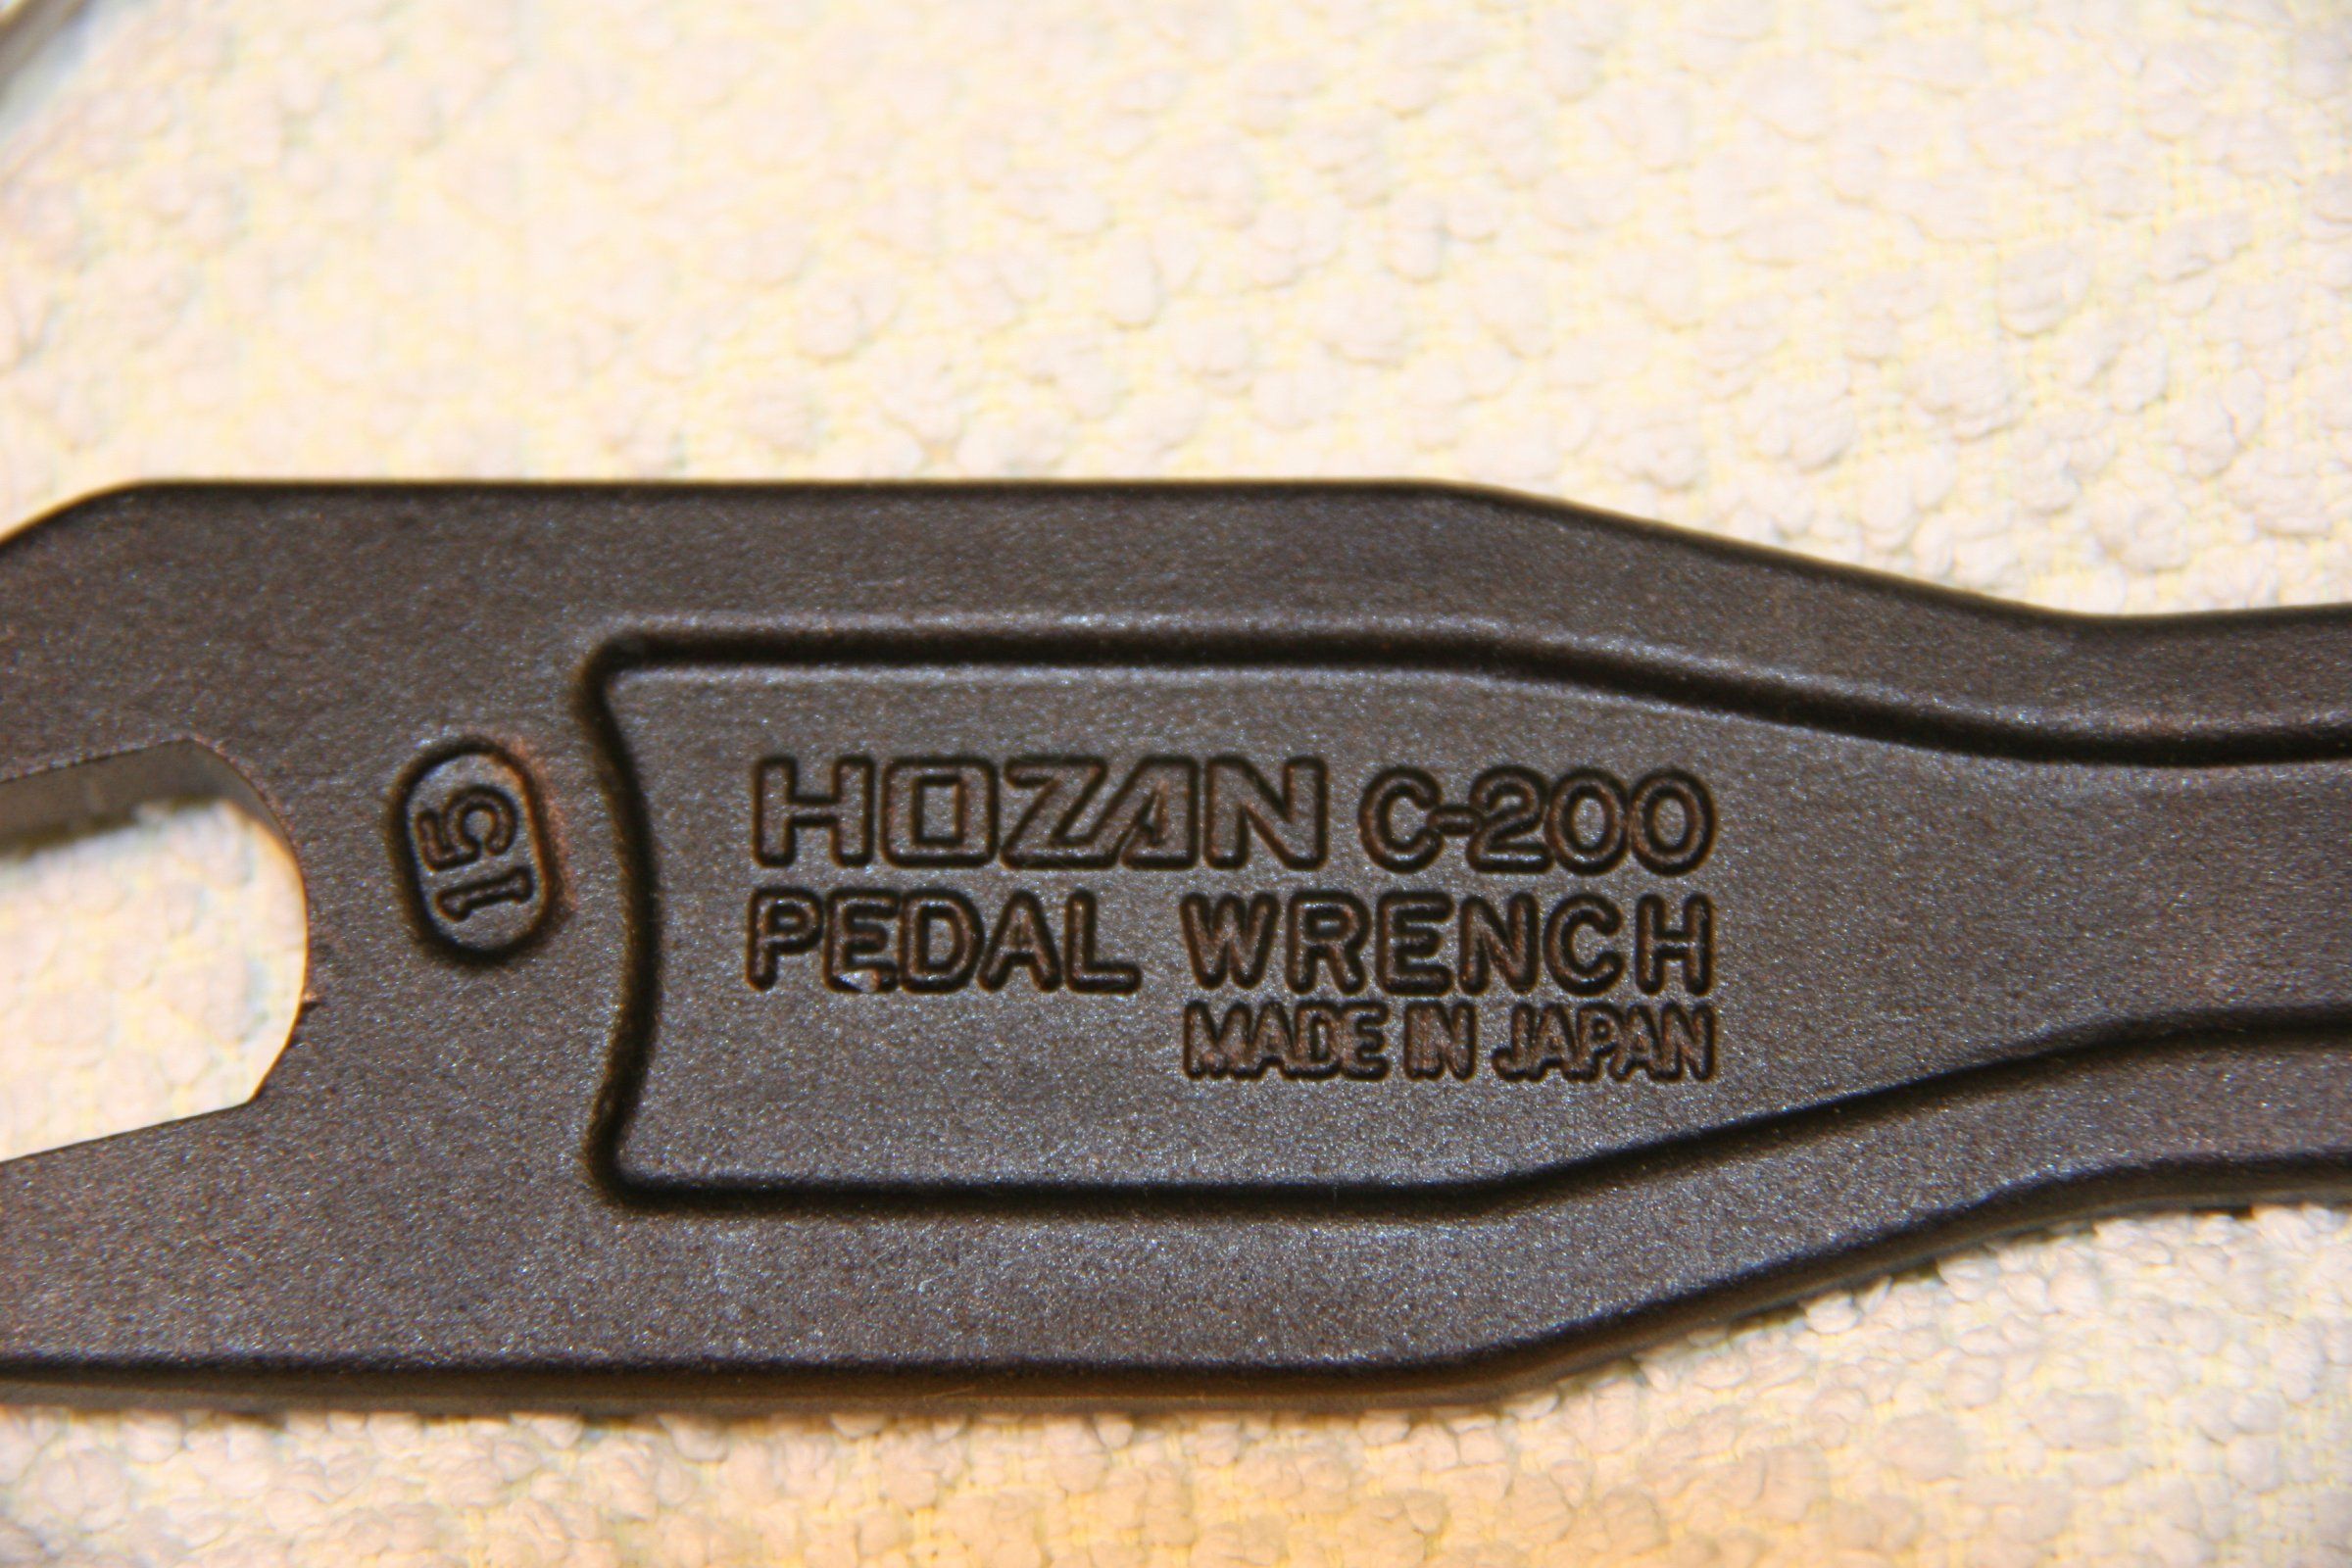 15
HOZAN C-200
PEDAL WRENCH
MADE IN JAPAN